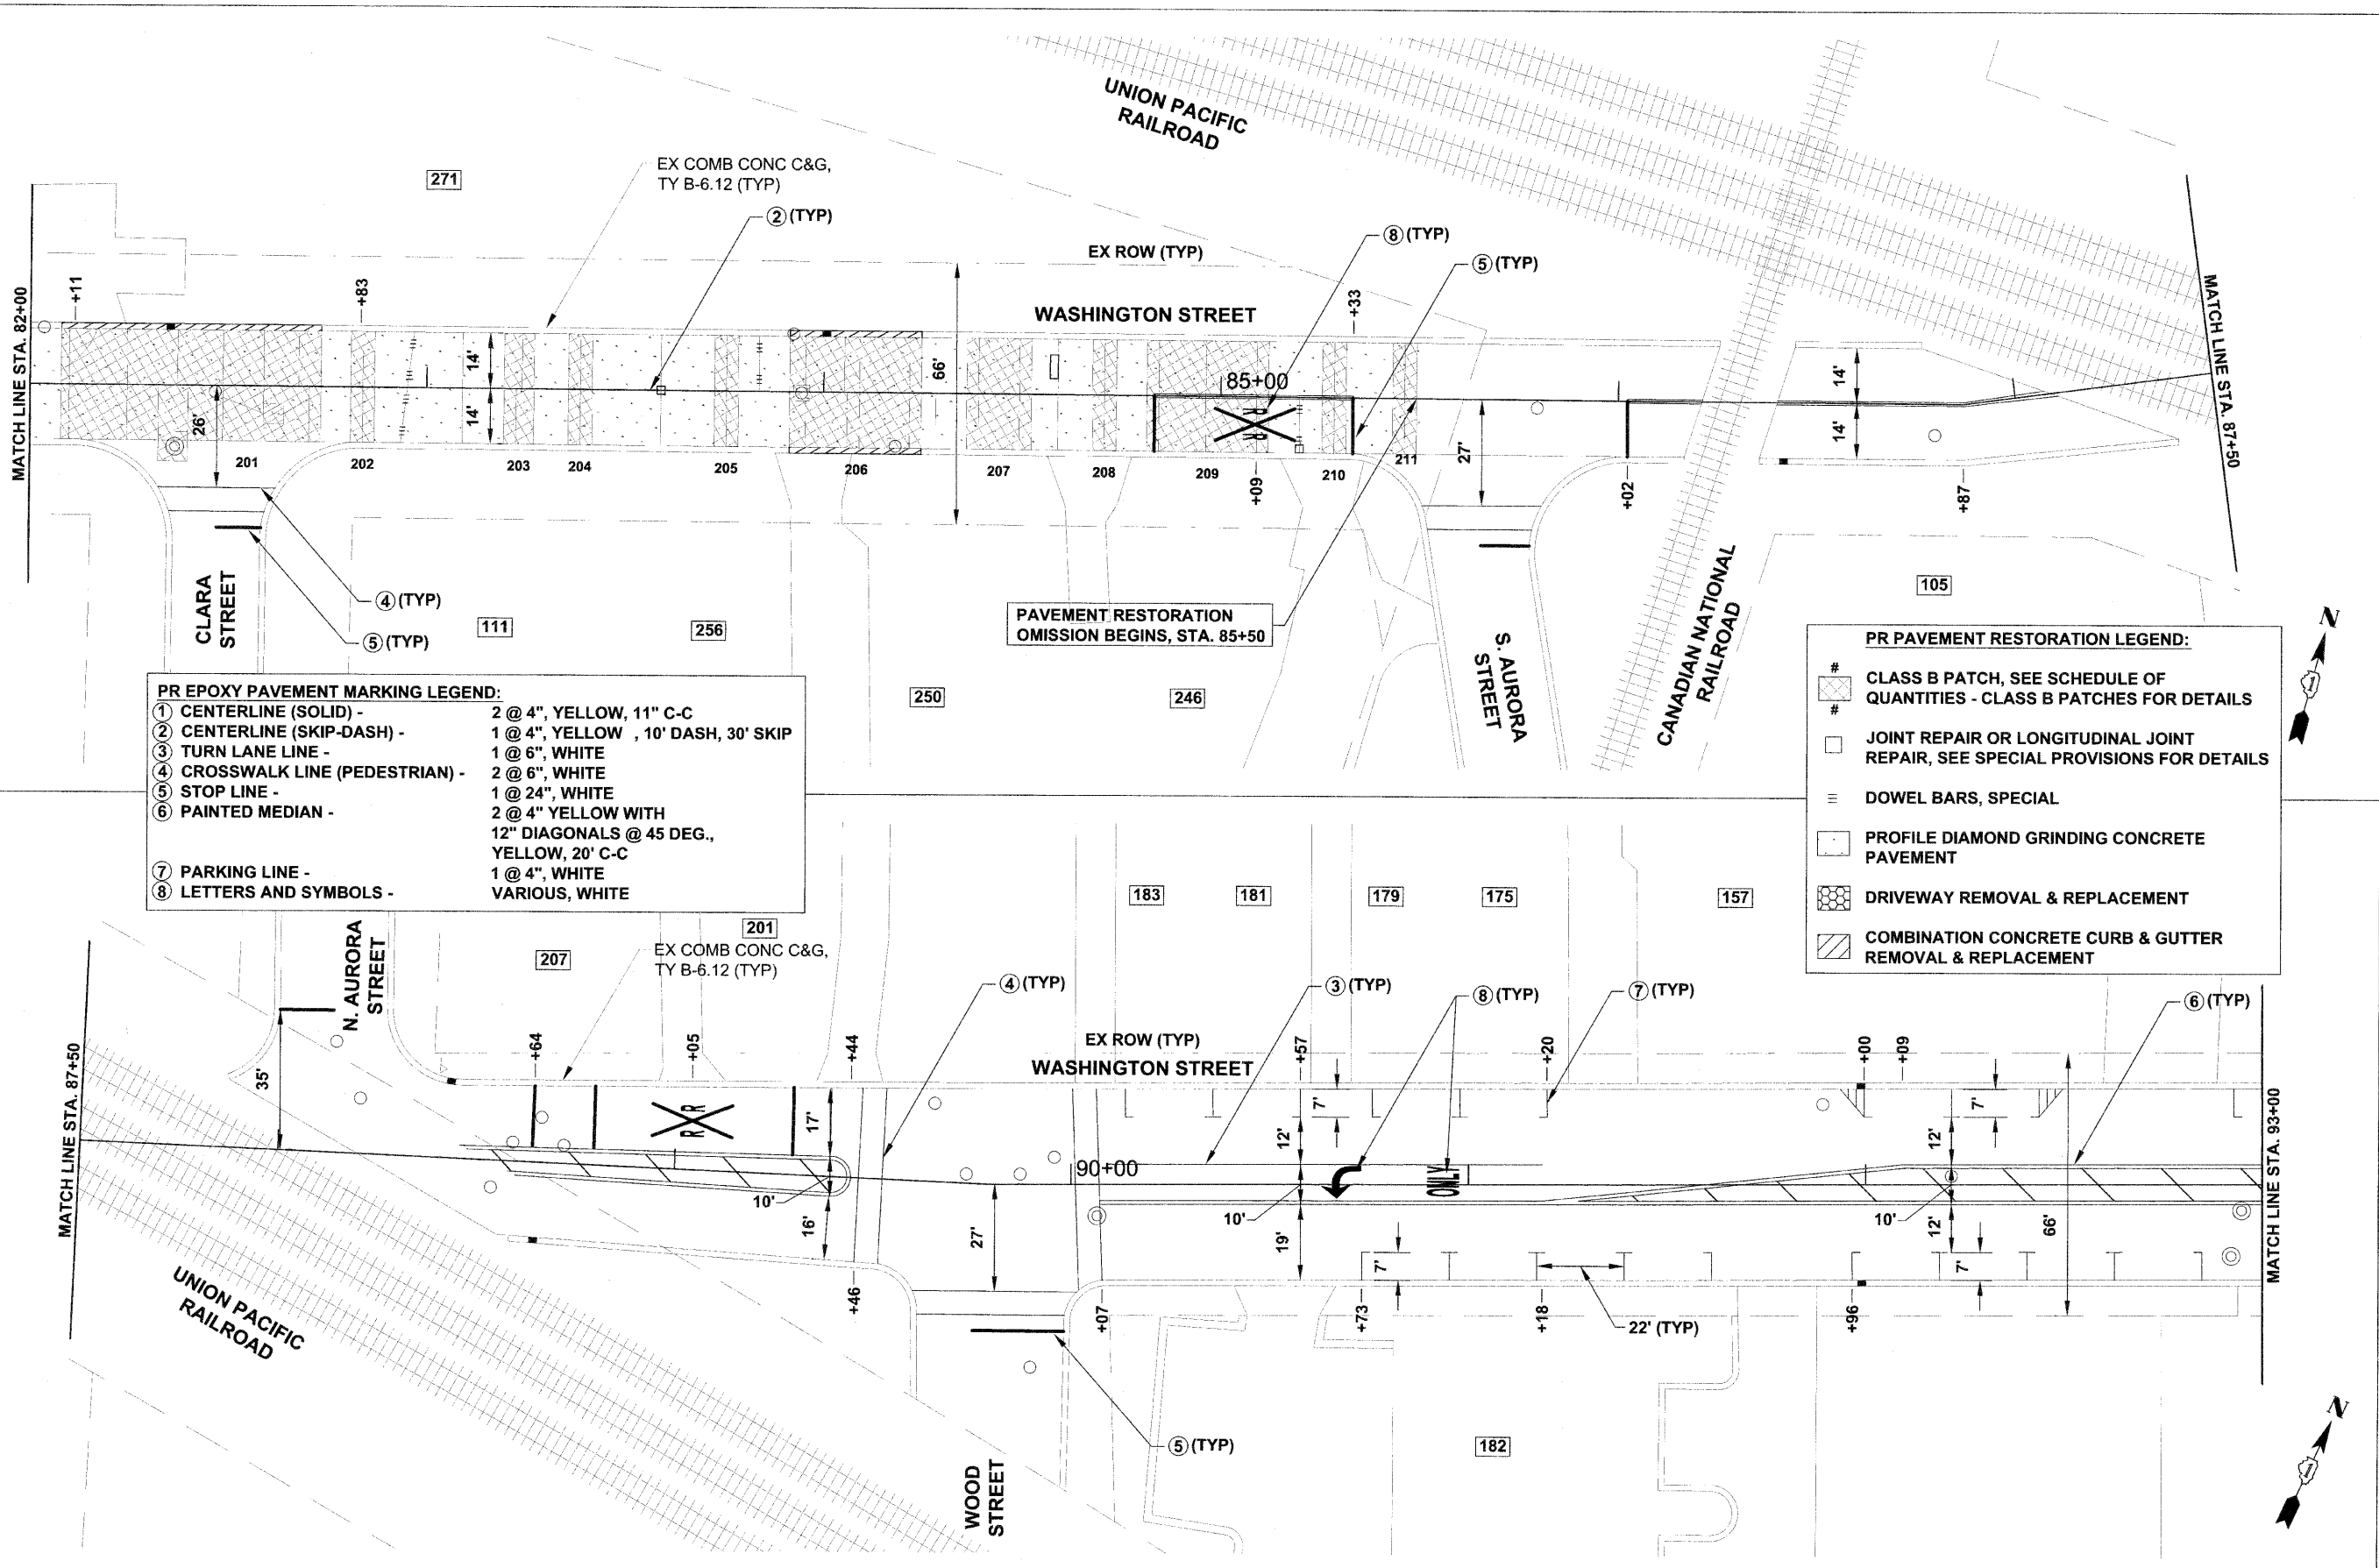 UNION PACIFIC
RAILROAD
EX COMB CONC C&G,
TY B-6.12 (TYP)
271
2 (TYP)
8 (TYP)
EX ROW (TYP)
5 (TYP)
MATCH LINE STA. 82+00
+11
+83
+33
WASHINGTON STREET
MATCH LINE STA. 87+50
14'
14'
26'
66'
85+00
R R
14'
14'
27'
201
202
203
204
205
206
207
208
209
+09
210
211
+02
+87
CLARA
STREET
4 (TYP)
5 (TYP)
111
256
PAVEMENT RESTORATION
OMISSION BEGINS, STA. 85+50
S. AURORA
STREET
CANADIAN NATIONAL
RAILROAD
105
N
250
246
PR EPOXY PAVEMENT MARKING LEGEND:
1 CENTERLINE (SOLID) - 2 @ 4", YELLOW, 11" C-C
2 CENTERLINE (SKIP-DASH) - 1 @ 4", YELLOW , 10' DASH, 30' SKIP
3 TURN LANE LINE - 1 @ 6", WHITE
4 CROSSWALK LINE (PEDESTRIAN) - 2 @ 6", WHITE
5 STOP LINE - 1 @ 24", WHITE
6 PAINTED MEDIAN - 2 @ 4" YELLOW WITH
12" DIAGONALS @ 45 DEG.,
YELLOW, 20' C-C
7 PARKING LINE - 1 @ 4", WHITE
8 LETTERS AND SYMBOLS - VARIOUS, WHITE
PR PAVEMENT RESTORATION LEGEND:
#
#
CLASS B PATCH, SEE SCHEDULE OF
QUANTITIES - CLASS B PATCHES FOR DETAILS
JOINT REPAIR OR LONGITUDINAL JOINT
REPAIR, SEE SPECIAL PROVISIONS FOR DETAILS
DOWEL BARS, SPECIAL
PROFILE DIAMOND GRINDING CONCRETE
PAVEMENT
DRIVEWAY REMOVAL & REPLACEMENT
COMBINATION CONCRETE CURB & GUTTER
REMOVAL & REPLACEMENT
183
181
179
175
157
201
207
EX COMB CONC C&G,
TY B-6.12 (TYP)
N. AURORA
STREET
4 (TYP)
3 (TYP)
8 (TYP)
7 (TYP)
6 (TYP)
MATCH LINE STA. 87+50
EX ROW (TYP)
WASHINGTON STREET
+64
+05
+44
+57
+20
+00
+09
MATCH LINE STA. 93+00
35'
R R
17'
10'
16'
90+00
27'
7'
12'
10'
19'
ONLY
7'
7'
12'
10'
12'
7'
66'
+46
+07
+73
+18
22' (TYP)
+96
UNION PACIFIC
RAILROAD
5 (TYP)
WOOD
STREET
182
N